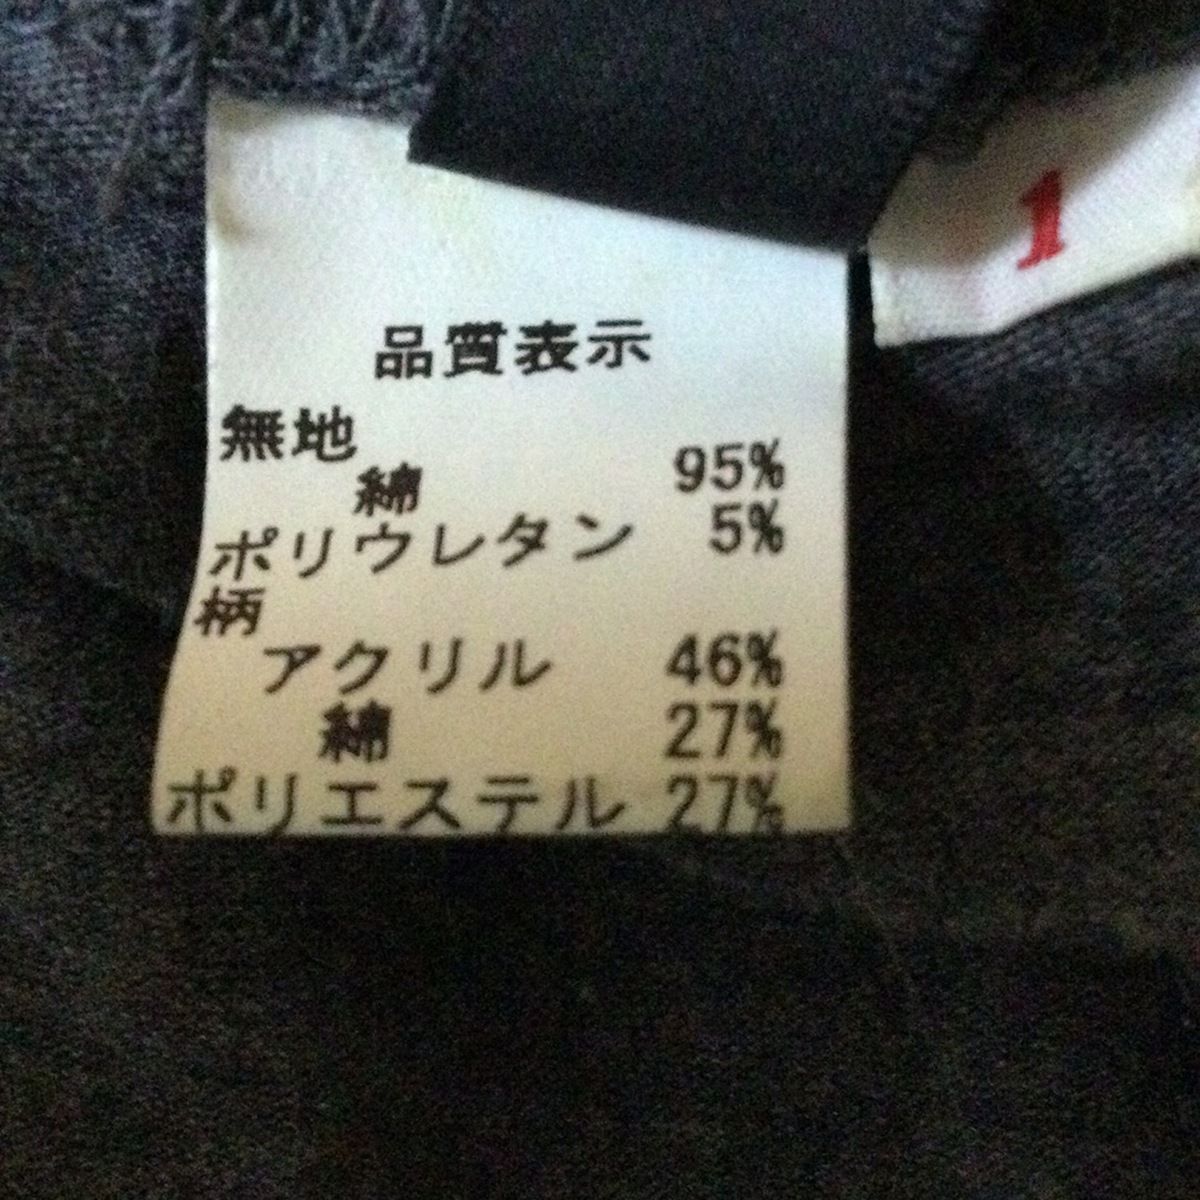 1
品質表示
無地
綿 95%
ポリウレタン 5%
柄
アクリル 46%
綿 27%
ポリエステル 27%